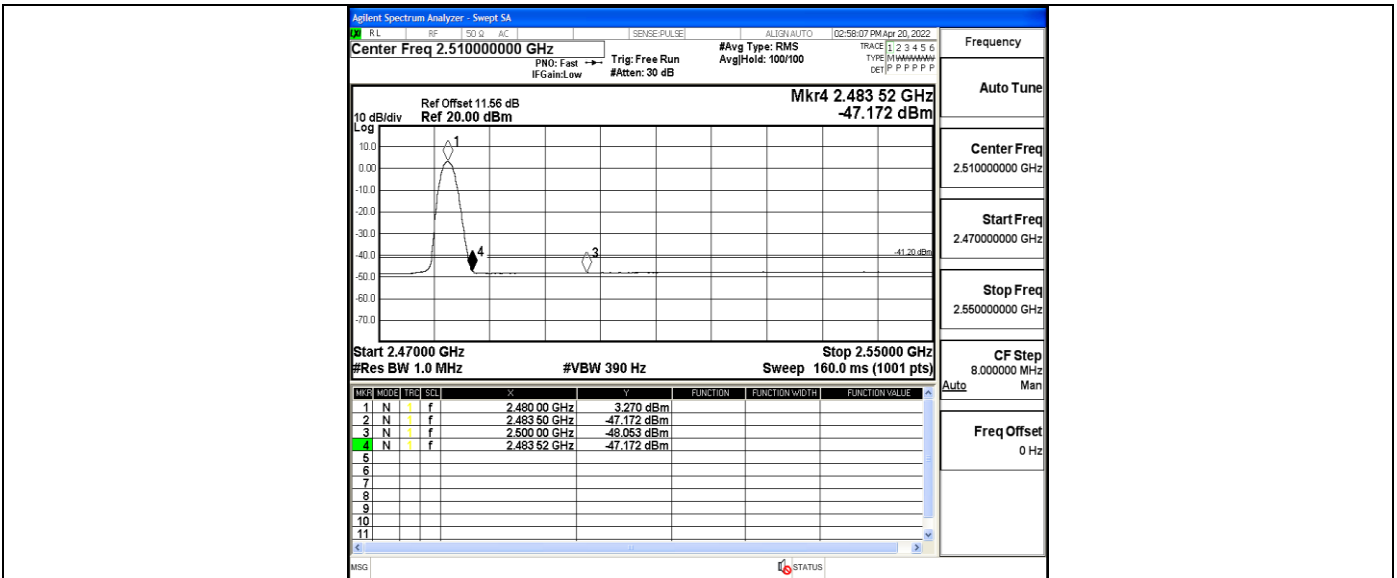 Agilent Spectrum Analyzer - Swept SA
RL RF 50 Ω AC SENSE:PULSE ALIGN AUTO 02:58:07 PM Apr 20, 2022
Center Freq 2.510000000 GHz
PNO: Fast
IFGain:Low
Trig: Free Run
#Atten: 30 dB
#Avg Type: RMS
Avg|Hold: 100/100
TRACE 1 2 3 4 5 6
TYPE M WWWWW
DET P P P P P P
Mkr4 2.483 52 GHz
-47.172 dBm
Ref Offset 11.56 dB
10 dB/div Ref 20.00 dBm
Log
10.0
0.00
-10.0
-20.0
-30.0
-40.0
-50.0
-60.0
-70.0
1
4
3
-41.20 dBm
Start 2.47000 GHz Stop 2.55000 GHz
#Res BW 1.0 MHz #VBW 390 Hz Sweep 160.0 ms (1001 pts)
MKR MODE TRC SCL X Y FUNCTION FUNCTION WIDTH FUNCTION VALUE
1 N 1 f 2.480 00 GHz 3.270 dBm
2 N 1 f 2.483 50 GHz -47.172 dBm
3 N 1 f 2.500 00 GHz -48.053 dBm
4 N 1 f 2.483 52 GHz -47.172 dBm
5
6
7
8
9
10
11
MSG STATUS
Frequency
Auto Tune
Center Freq
2.510000000 GHz
Start Freq
2.470000000 GHz
Stop Freq
2.550000000 GHz
CF Step
8.000000 MHz
Auto Man
Freq Offset
0 Hz